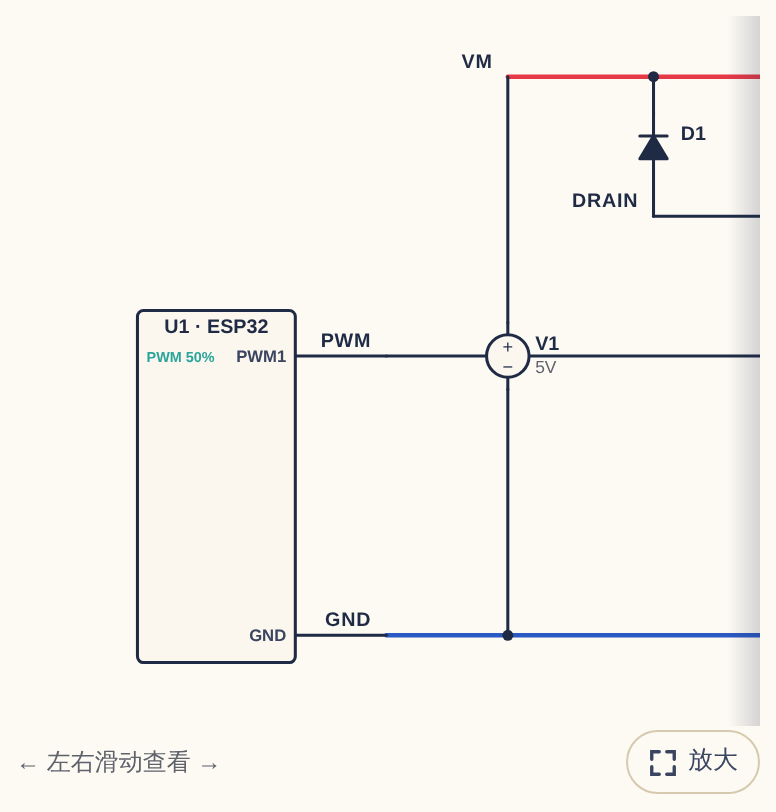 VM
D1
DRAIN
U1 · ESP32
PWM 50% PWM1
PWM
+
−
V1
5V
GND
GND
← 左右滑动查看 →
放大